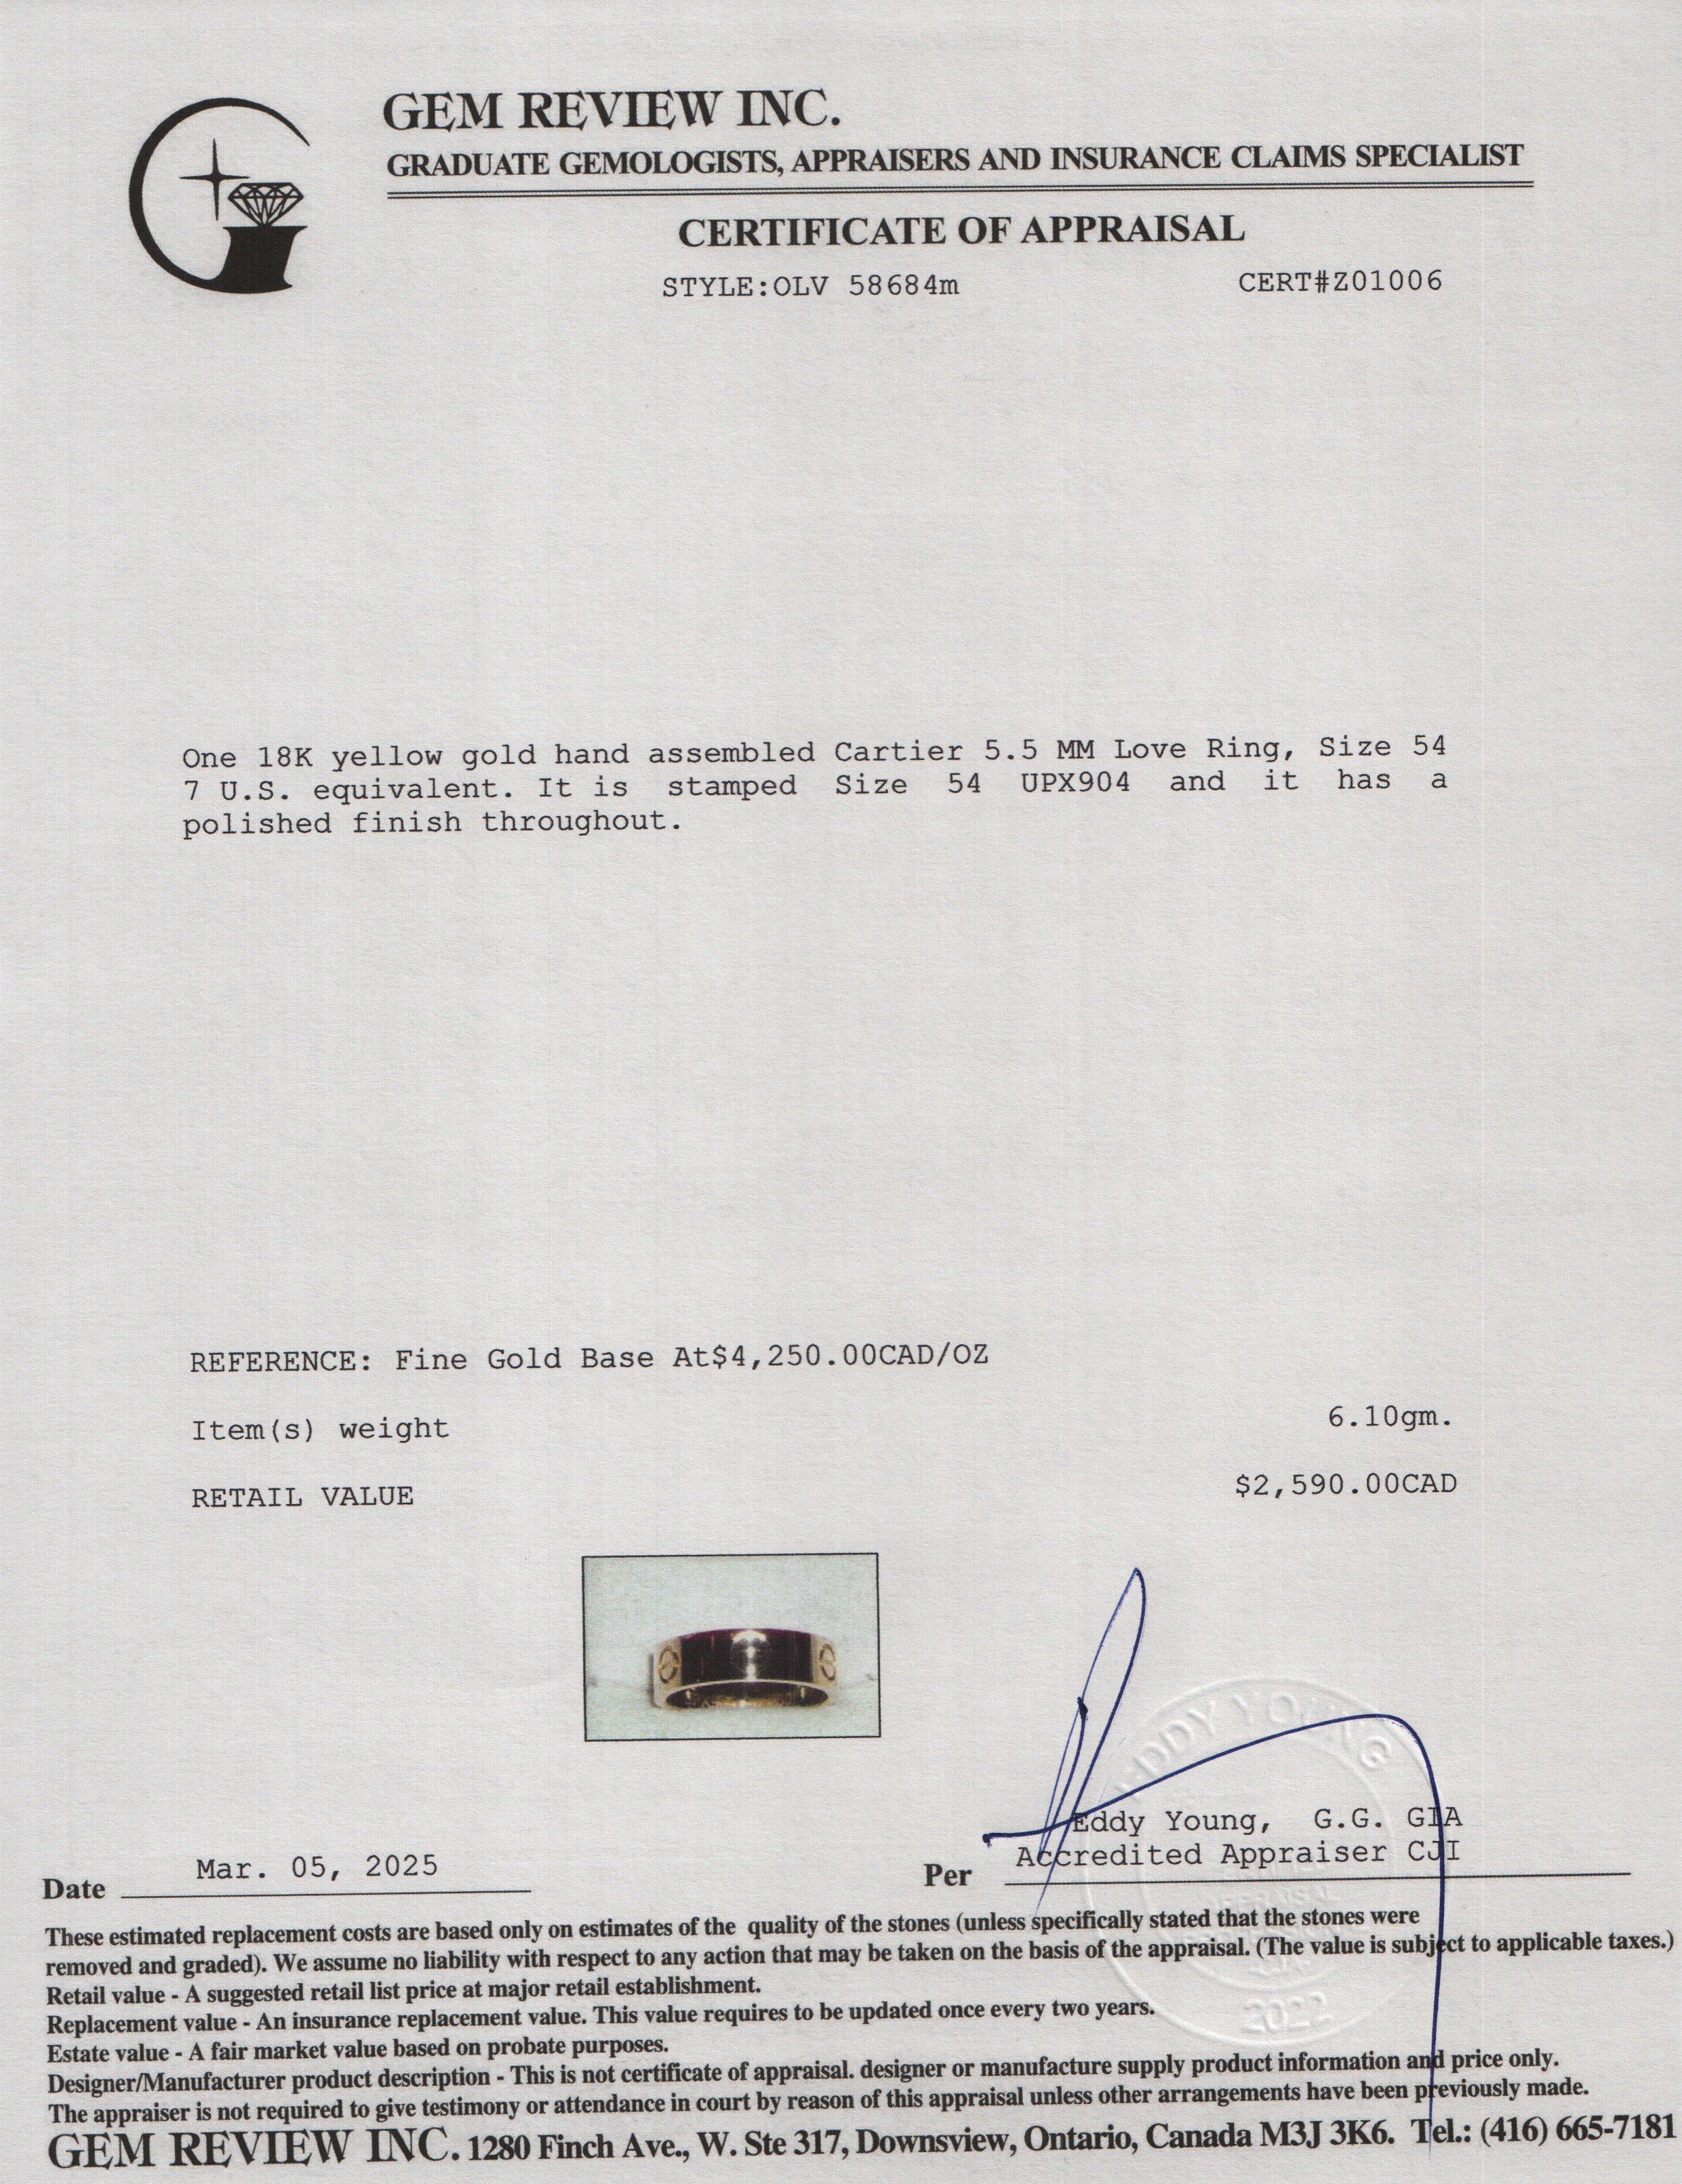 GEM REVIEW INC.
GRADUATE GEMOLOGISTS, APPRAISERS AND INSURANCE CLAIMS SPECIALIST
CERTIFICATE OF APPRAISAL
STYLE:OLV 58684m CERT#Z01006
One 18K yellow gold hand assembled Cartier 5.5 MM Love Ring, Size 54
7 U.S. equivalent. It is stamped Size 54 UPX904 and it has a
polished finish throughout.
REFERENCE: Fine Gold Base At$4,250.00CAD/OZ
Item(s) weight 6.10gm.
RETAIL VALUE $2,590.00CAD
EDDY YOUNG
Eddy Young, G.G. GIA
Accredited Appraiser CJI
Date Mar. 05, 2025 Per
APPRAISAL
2022
These estimated replacement costs are based only on estimates of the quality of the stones (unless specifically stated that the stones were
removed and graded). We assume no liability with respect to any action that may be taken on the basis of the appraisal. (The value is subject to applicable taxes.)
Retail value - A suggested retail list price at major retail establishment.
Replacement value - An insurance replacement value. This value requires to be updated once every two years.
Estate value - A fair market value based on probate purposes.
Designer/Manufacturer product description - This is not certificate of appraisal. designer or manufacture supply product information and price only.
The appraiser is not required to give testimony or attendance in court by reason of this appraisal unless other arrangements have been previously made.
GEM REVIEW INC. 1280 Finch Ave., W. Ste 317, Downsview, Ontario, Canada M3J 3K6. Tel.: (416) 665-7181